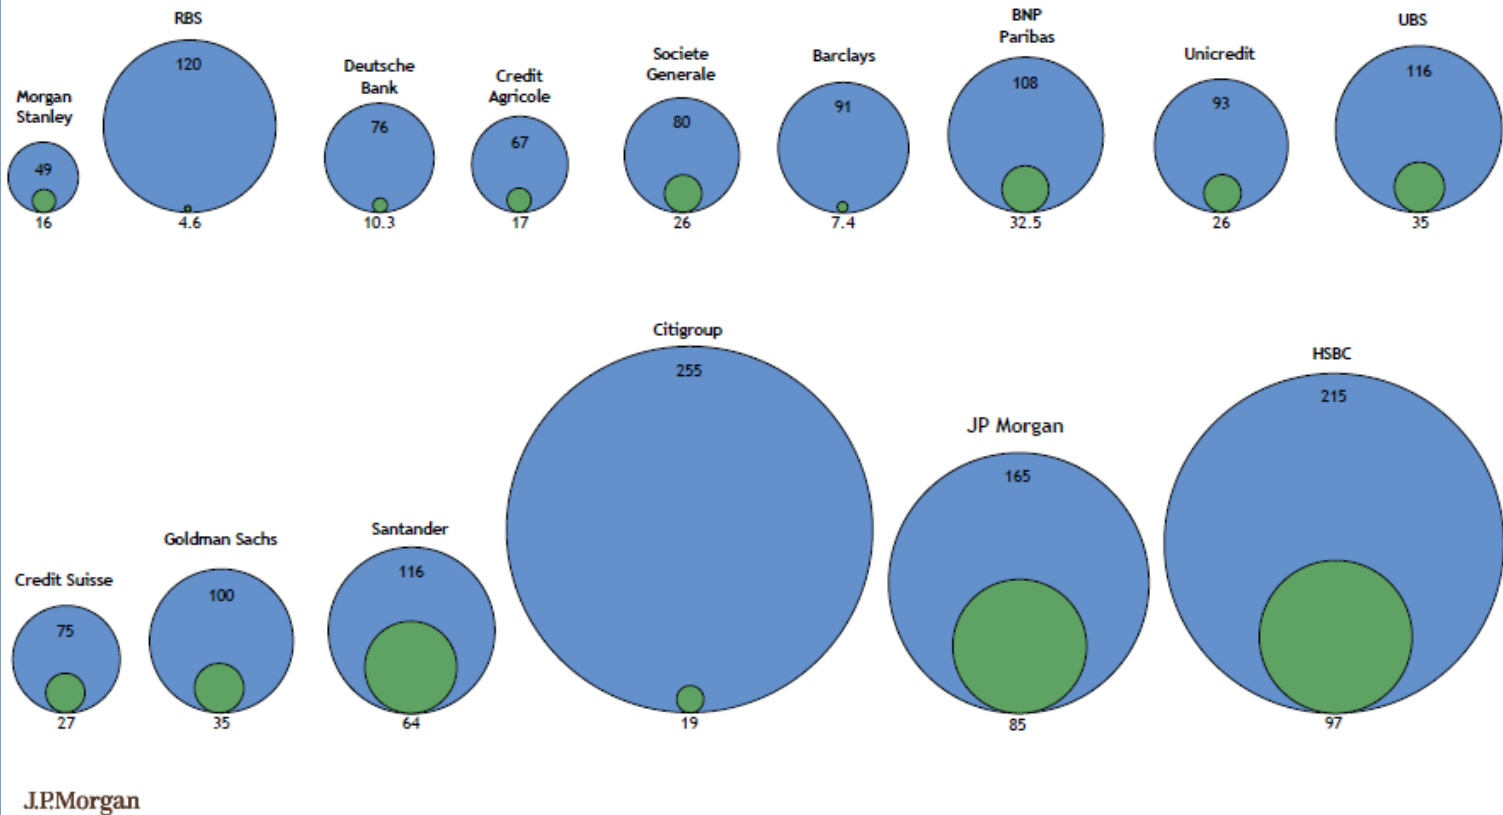 RBS
120
4.6
Morgan
Stanley
49
16
Deutsche
Bank
76
10.3
Credit
Agricole
67
17
Societe
Generale
80
26
Barclays
91
7.4
BNP
Paribas
108
32.5
Unicredit
93
26
UBS
116
35
Credit Suisse
75
27
Goldman Sachs
100
35
Santander
116
64
Citigroup
255
19
JP Morgan
165
85
HSBC
215
97
J.P.Morgan